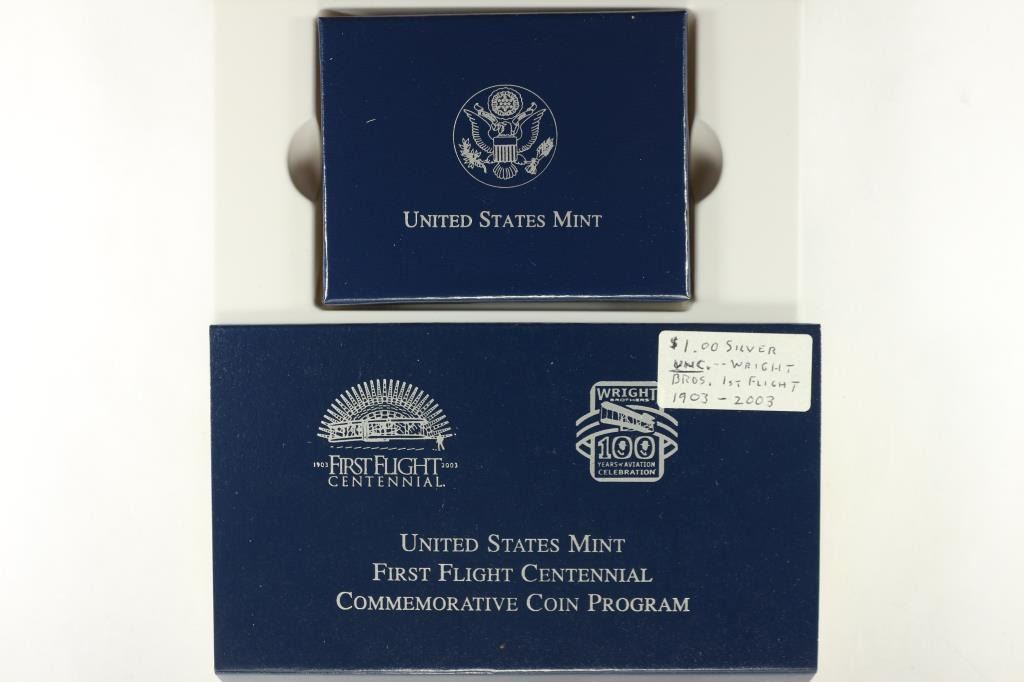 UNITED STATES MINT
$1.00 SILVER
UNC. -- WRIGHT
BROS. 1ST FLIGHT
1903 - 2003
1903 FIRST FLIGHT 2003
CENTENNIAL.
WRIGHT
BROTHERS
100
YEARS of AVIATION
CELEBRATION
UNITED STATES MINT
FIRST FLIGHT CENTENNIAL
COMMEMORATIVE COIN PROGRAM